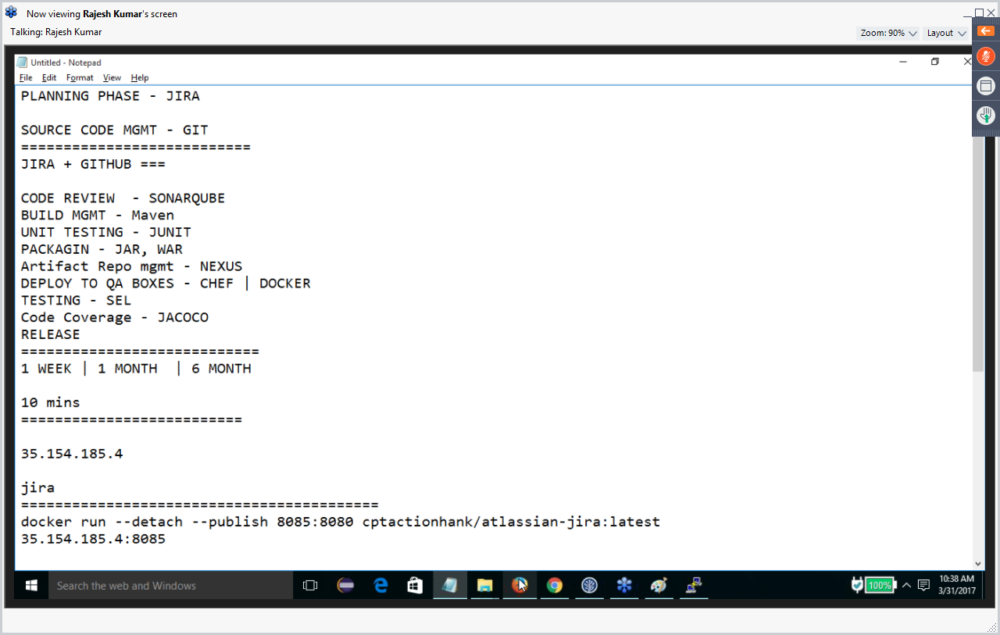 Now viewing Rajesh Kumar's screen
Talking: Rajesh Kumar
Zoom: 90%
Layout
Untitled - Notepad
File Edit Format View Help
PLANNING PHASE - JIRA
SOURCE CODE MGMT - GIT
===========================
JIRA + GITHUB ===
CODE REVIEW  - SONARQUBE
BUILD MGMT - Maven
UNIT TESTING - JUNIT
PACKAGIN - JAR, WAR
Artifact Repo mgmt - NEXUS
DEPLOY TO QA BOXES - CHEF | DOCKER
TESTING - SEL
Code Coverage - JACOCO
RELEASE
============================
1 WEEK | 1 MONTH  | 6 MONTH
10 mins
==========================
35.154.185.4
jira
==========================================
docker run --detach --publish 8085:8080 cptactionhank/atlassian-jira:latest
35.154.185.4:8085
Search the web and Windows
100%
10:38 AM
3/31/2017